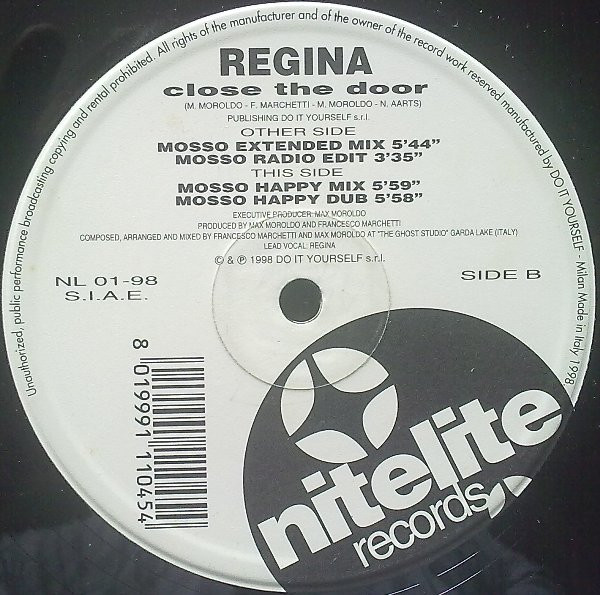 Unauthorized, public performance broadcasting copying and rental prohibited. All rights of the manufacturer and of the owner of the record work reserved manufactured by DO IT YOURSELF - Milan Made in Italy 1998
REGINA
close the door
(M. MOROLDO - F. MARCHETTI - M. MOROLDO - N. AARTS)
PUBLISHING DO IT YOURSELF s.r.l.
OTHER SIDE
MOSSO EXTENDED MIX 5'44"
MOSSO RADIO EDIT 3'35"
THIS SIDE
MOSSO HAPPY MIX 5'59"
MOSSO HAPPY DUB 5'58"
EXECUTIVE PRODUCER: MAX MOROLDO
PRODUCED BY MAX MOROLDO AND FRANCESCO MARCHETTI
COMPOSED, ARRANGED AND MIXED BY FRANCESCO MARCHETTI AND MAX MOROLDO AT "THE GHOST STUDIO" GARDA LAKE (ITALY)
LEAD VOCAL: REGINA
© & ℗ 1998 DO IT YOURSELF s.r.l.
NL 01-98
S.I.A.E.
SIDE B
8 019991 110454
nitelite
records